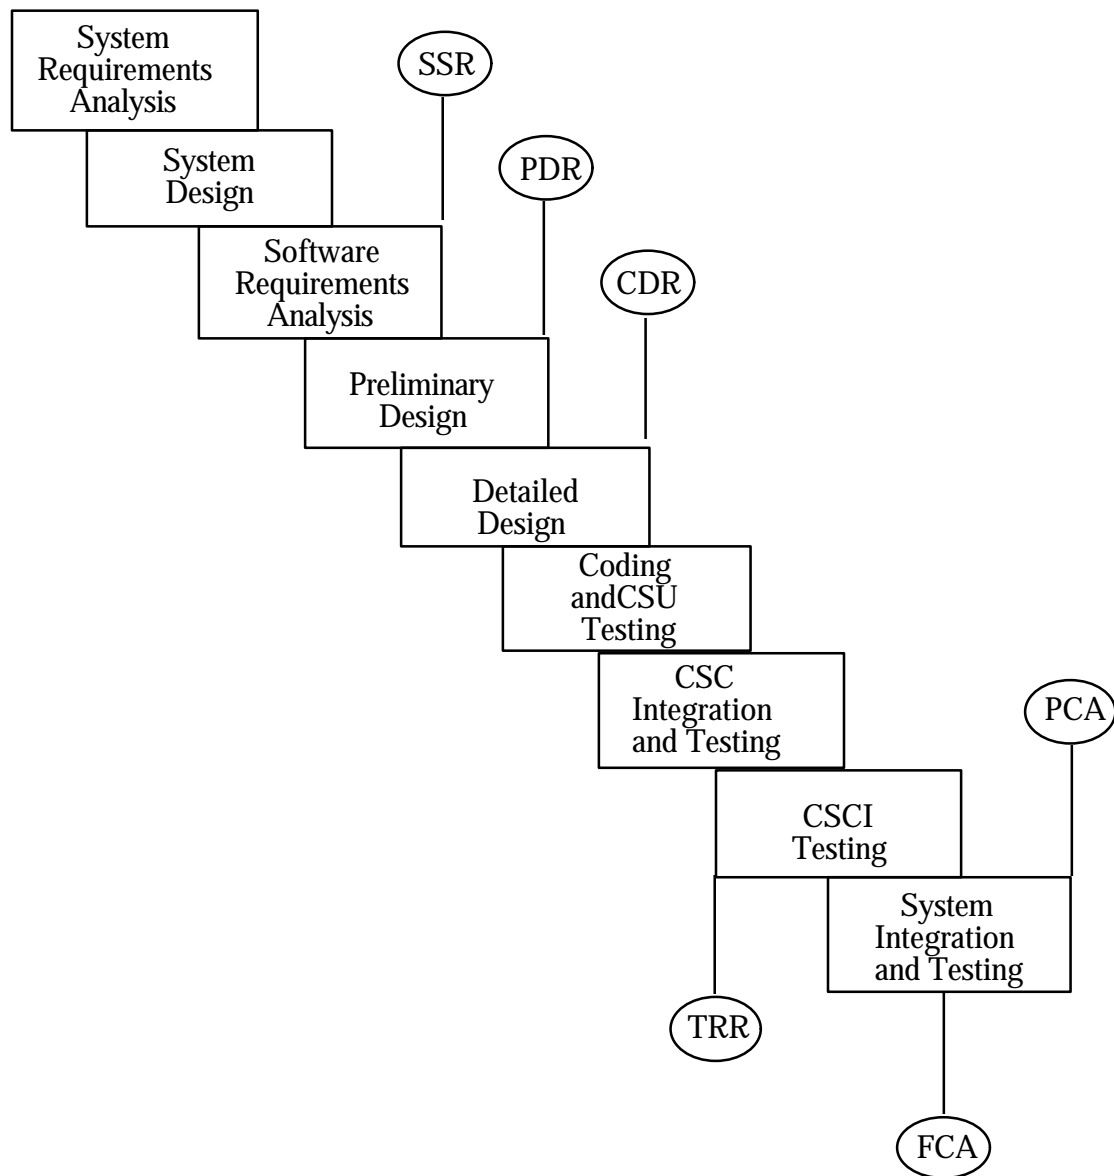 System
Requirements
Analysis
SSR
System
Design
PDR
Software
Requirements
Analysis
CDR
Preliminary
Design
Detailed
Design
Coding
andCSU
Testing
CSC
Integration
and Testing
PCA
CSCI
Testing
System
Integration
and Testing
TRR
FCA